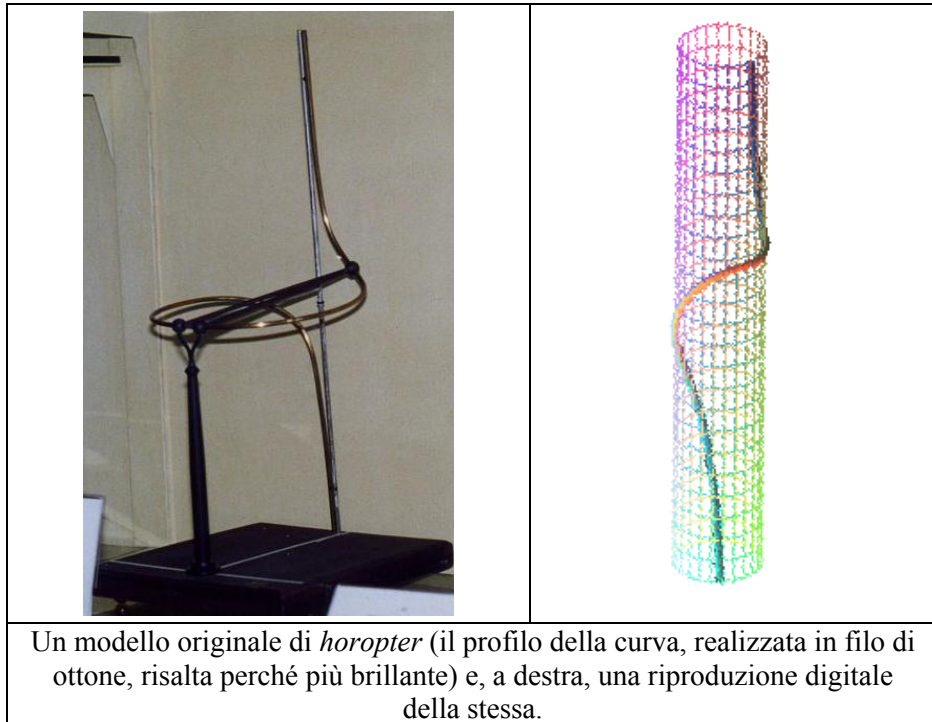 Un modello originale di horopter (il profilo della curva, realizzata in filo di
ottone, risalta perché più brillante) e, a destra, una riproduzione digitale
della stessa.